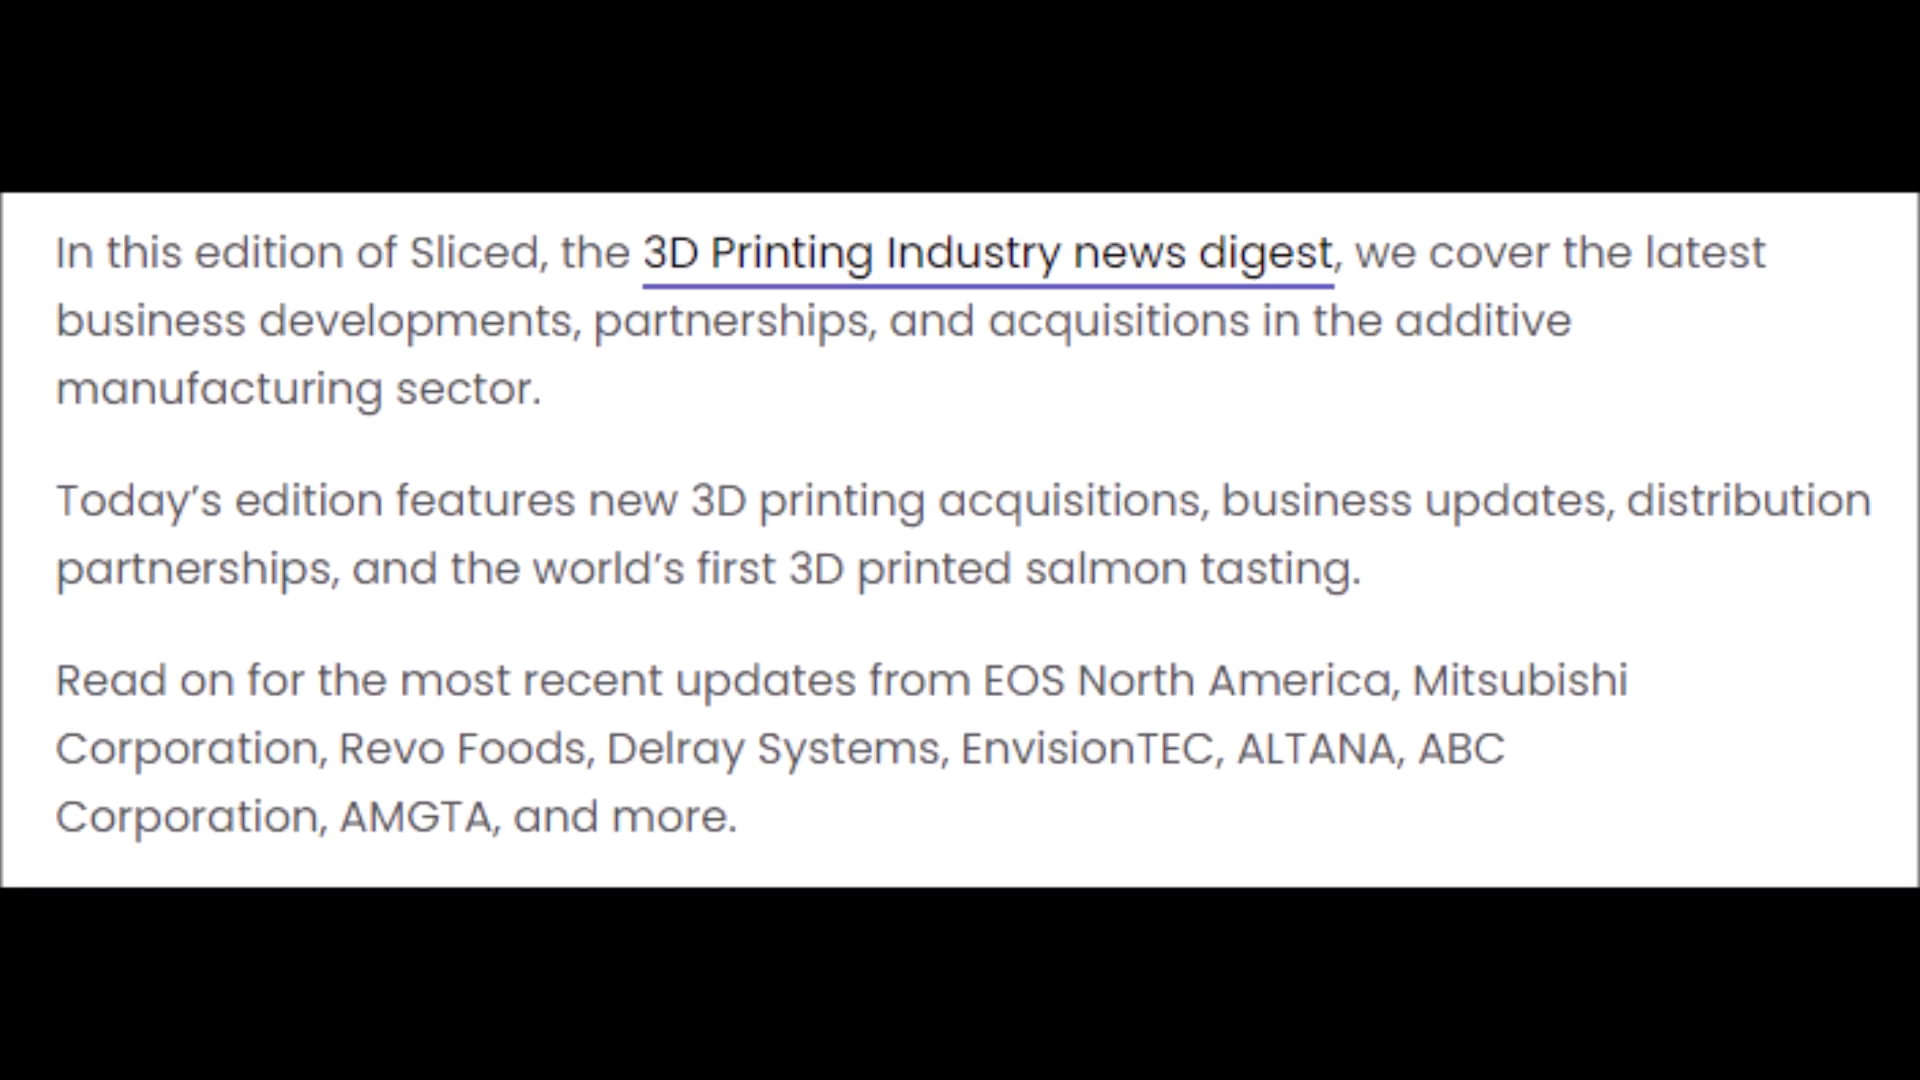 In this edition of Sliced, the 3D Printing Industry news digest, we cover the latest
business developments, partnerships, and acquisitions in the additive
manufacturing sector.
Today’s edition features new 3D printing acquisitions, business updates, distribution
partnerships, and the world’s first 3D printed salmon tasting.
Read on for the most recent updates from EOS North America, Mitsubishi
Corporation, Revo Foods, Delray Systems, EnvisionTEC, ALTANA, ABC
Corporation, AMGTA, and more.